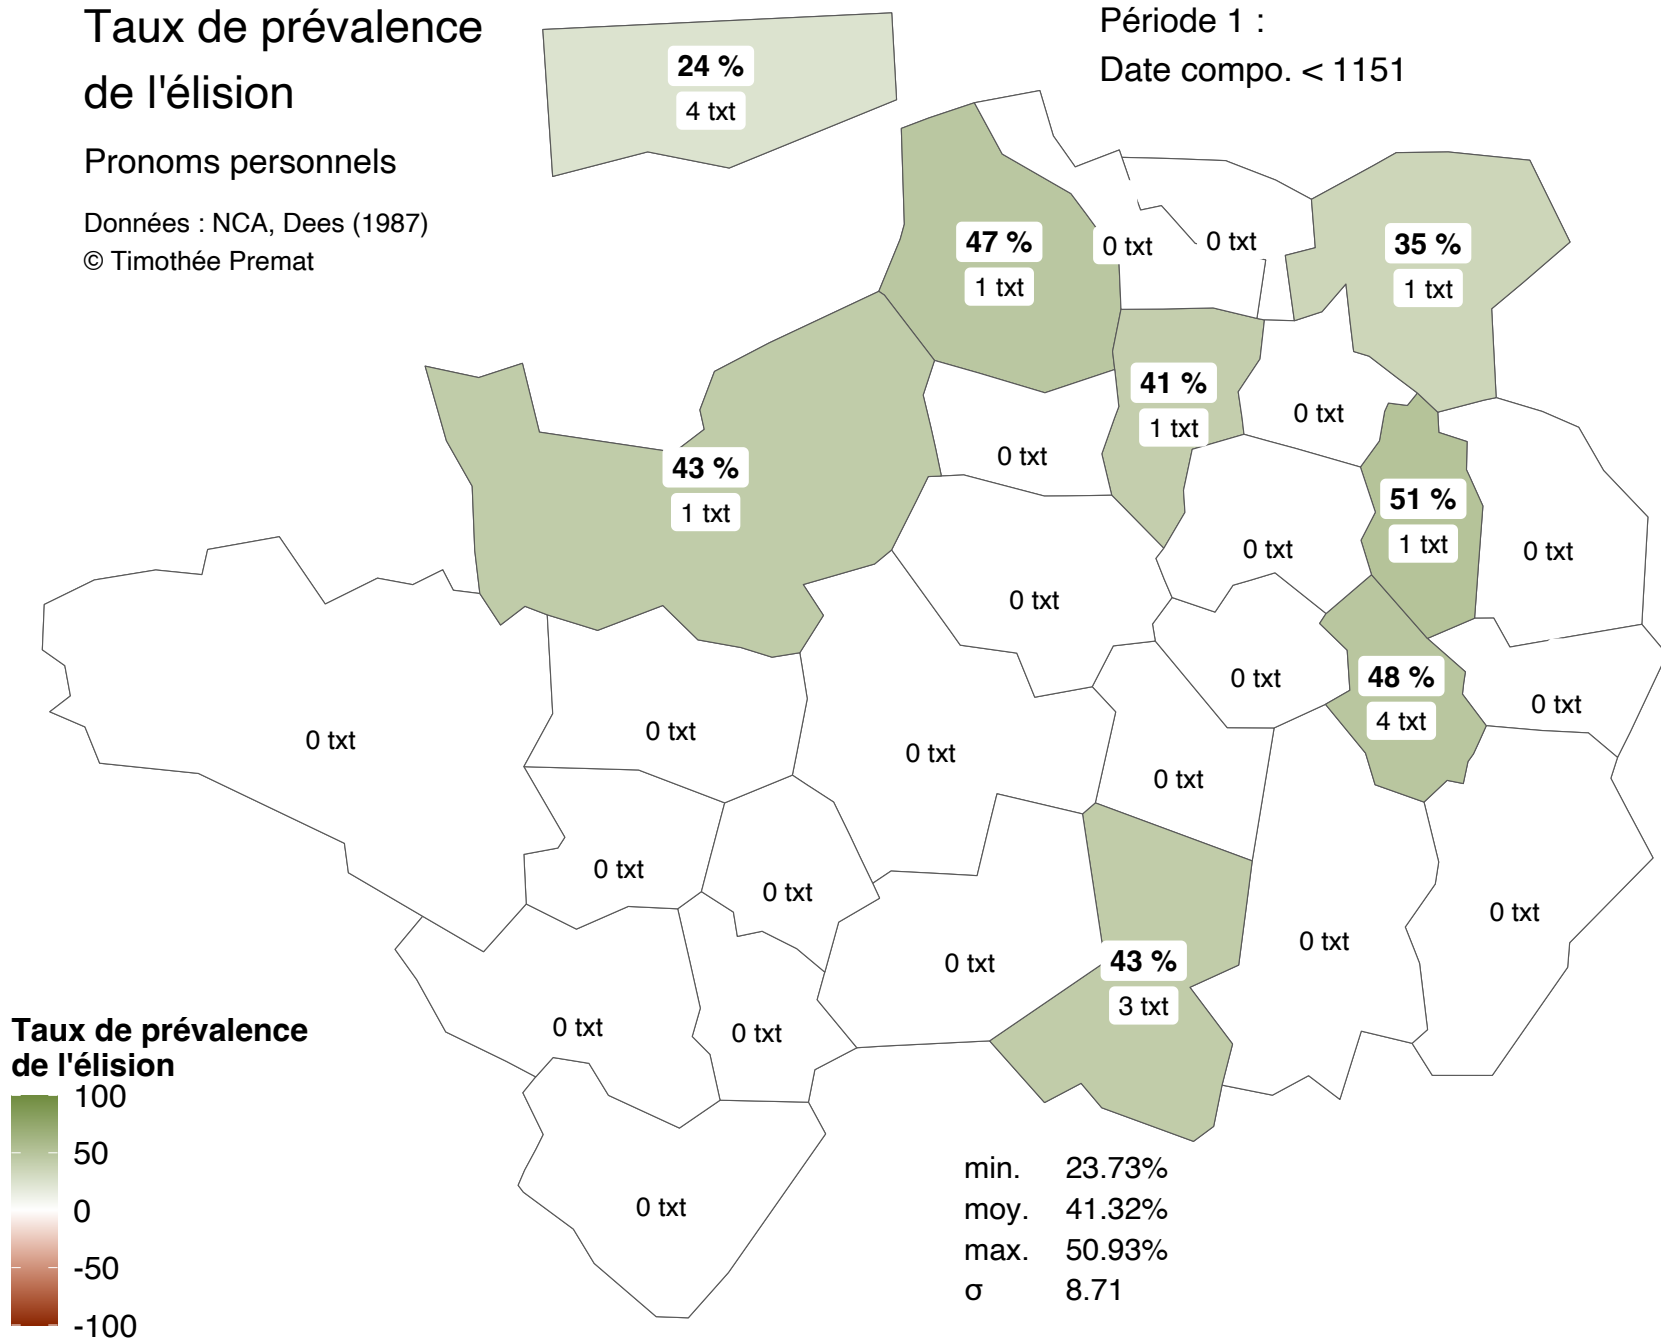 Taux de prévalence
de l'élision
Pronoms personnels
Données : NCA, Dees (1987)
© Timothée Premat
Période 1 :
Date compo. < 1151
24 %
4 txt
47 %
1 txt
0 txt
0 txt
35 %
1 txt
41 %
1 txt
0 txt
0 txt
43 %
1 txt
51 %
1 txt
0 txt
0 txt
0 txt
48 %
4 txt
0 txt
0 txt
0 txt
0 txt
0 txt
0 txt
0 txt
0 txt
0 txt
0 txt
0 txt
43 %
3 txt
0 txt
0 txt
0 txt
0 txt
Taux de prévalence
de l'élision
100
50
0
-50
-100
min. 23.73%
moy. 41.32%
max. 50.93%
σ 8.71